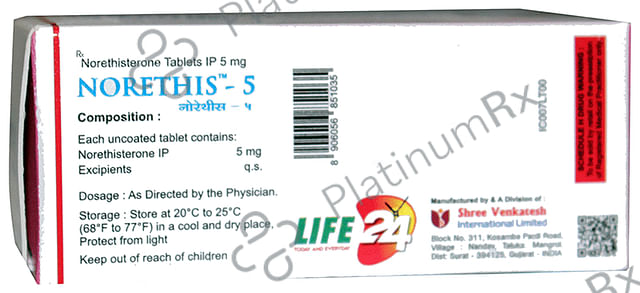 Rx
Norethisterone Tablets IP 5 mg
NORETHIS™- 5
नोरेथीस - ५
Composition :
Each uncoated tablet contains:
Norethisterone IP 5 mg
Excipients q.s.
Dosage : As Directed by the Physician.
Storage : Store at 20°C to 25°C
(68°F to 77°F) in a cool and dry place,
Protect from light
Keep out of reach of children
8 906056 851035
LIFE 24
TODAY AND EVERYDAY
Manufactured by & A Division of :
Shree Venkatesh
International Limited
Block No. 311, Kosamba Pardi Road,
Village : Nandav, Taluka Mangrol
Dist: Surat - 394125, Gujarat - INDIA
IC007LT00
SCHEDULE H DRUG WARNING :
To be sold by retail on the prescription
of Registered Medical Practitioner only.
PlatinumRx